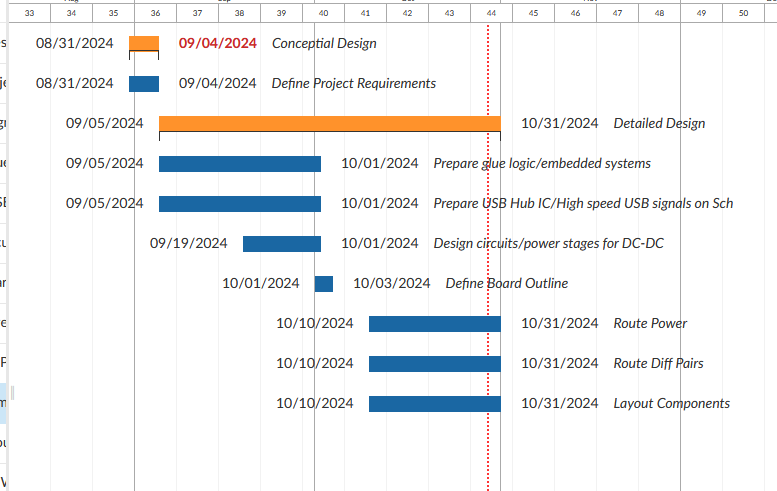 33 34 35 36 37 38 39 40 41 42 43 44 45 46 47 48 49 50
08/31/2024 09/04/2024 Conceptial Design
08/31/2024 09/04/2024 Define Project Requirements
09/05/2024 10/31/2024 Detailed Design
09/05/2024 10/01/2024 Prepare glue logic/embedded systems
09/05/2024 10/01/2024 Prepare USB Hub IC/High speed USB signals on Sch
09/19/2024 10/01/2024 Design circuits/power stages for DC-DC
10/01/2024 10/03/2024 Define Board Outline
10/10/2024 10/31/2024 Route Power
10/10/2024 10/31/2024 Route Diff Pairs
10/10/2024 10/31/2024 Layout Components